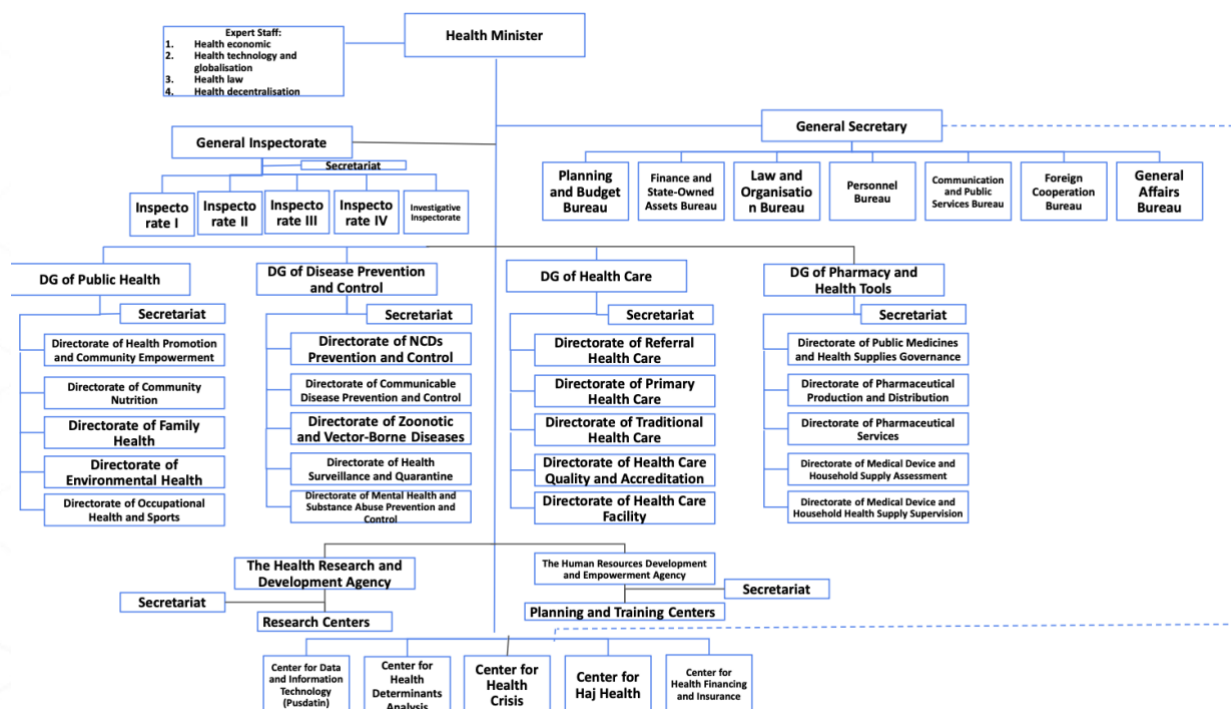 Health Minister
Expert Staff:
1. Health economic
2. Health technology and
globalisation
3. Health law
4. Health decentralisation
General Secretary
General Inspectorate
Secretariat
Inspecto
rate I
Inspecto
rate II
Inspecto
rate III
Inspecto
rate IV
Investigative
Inspectorate
Planning
and Budget
Bureau
Finance and
State-Owned
Assets Bureau
Law and
Organisatio
n Bureau
Personnel
Bureau
Communication
and Public
Services Bureau
Foreign
Cooperation
Bureau
General
Affairs
Bureau
DG of Public Health
Secretariat
Directorate of Health Promotion
and Community Empowerment
Directorate of Community
Nutrition
Directorate of Family
Health
Directorate of
Environmental Health
Directorate of Occupational
Health and Sports
DG of Disease Prevention
and Control
Secretariat
Directorate of NCDs
Prevention and Control
Directorate of Communicable
Disease Prevention and Control
Directorate of Zoonotic
and Vector-Borne Diseases
Directorate of Health
Surveillance and Quarantine
Directorate of Mental Health and
Substance Abuse Prevention and
Control
DG of Health Care
Secretariat
Directorate of Referral
Health Care
Directorate of Primary
Health Care
Directorate of Traditional
Health Care
Directorate of Health Care
Quality and Accreditation
Directorate of Health Care
Facility
DG of Pharmacy and
Health Tools
Secretariat
Directorate of Public Medicines
and Health Supplies Governance
Directorate of Pharmaceutical
Production and Distribution
Directorate of Pharmaceutical
Services
Directorate of Medical Device and
Household Supply Assessment
Directorate of Medical Device and
Household Health Supply Supervision
The Health Research and
Development Agency
Secretariat
Research Centers
The Human Resources Development
and Empowerment Agency
Secretariat
Planning and Training Centers
Center for Data
and Information
Technology
(Pusdatin)
Center for
Health
Determinants
Analysis
Center for
Health
Crisis
Center for
Haj Health
Center for
Health Financing
and Insurance